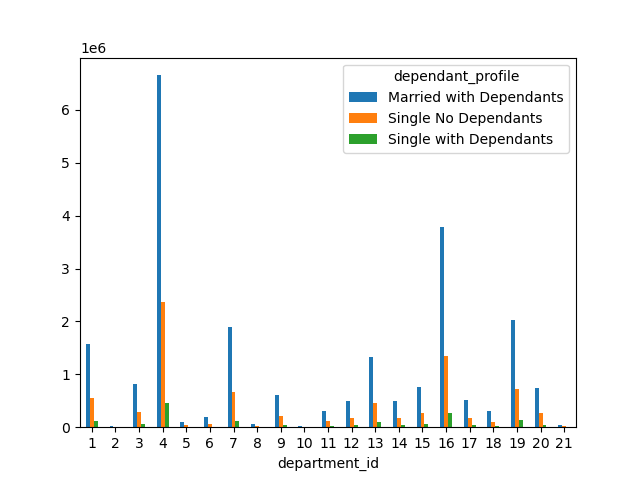 1e6
dependant_profile
Married with Dependants
Single No Dependants
Single with Dependants
6
5
4
3
2
1
0
1 2 3 4 5 6 7 8 9 10 11 12 13 14 15 16 17 18 19 20 21
department_id